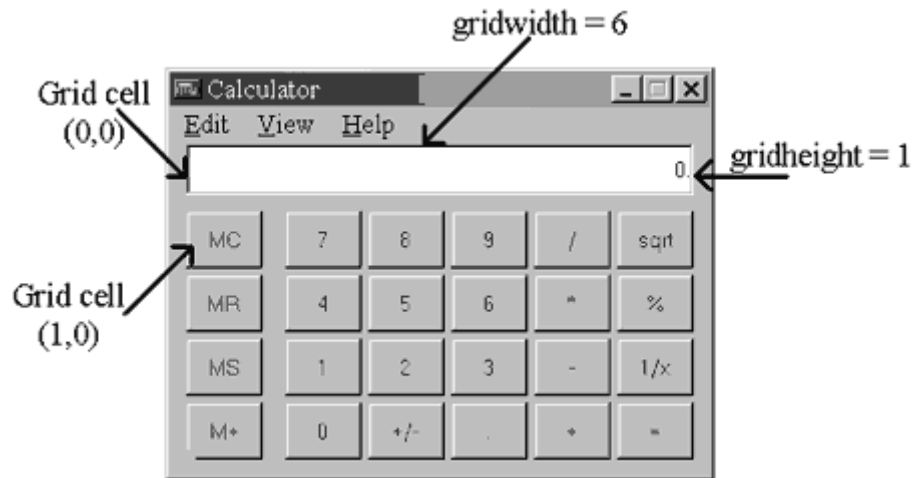 gridwidth = 6
Grid cell
(0,0)
Calculator
Edit View Help
0.
gridheight = 1
MC 7 8 9 / sqrt
Grid cell
(1,0)
MR 4 5 6 * %
MS 1 2 3 - 1/x
M+ 0 +/- . + =